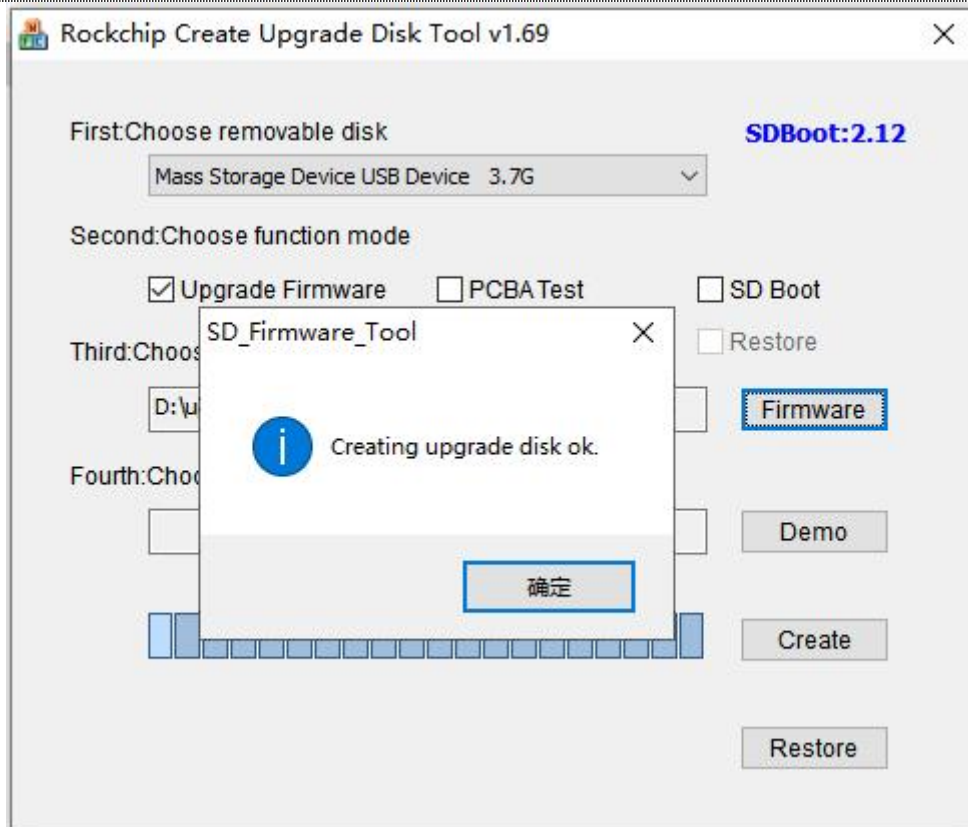 Rockchip Create Upgrade Disk Tool v1.69
First:Choose removable disk
SDBoot:2.12
Mass Storage Device USB Device 3.7G
Second:Choose function mode
Upgrade Firmware
PCBA Test
SD Boot
SD_Firmware_Tool
Third:Choos
Restore
D:\u
Firmware
Creating upgrade disk ok.
Fourth:Choo
Demo
确定
Create
Restore